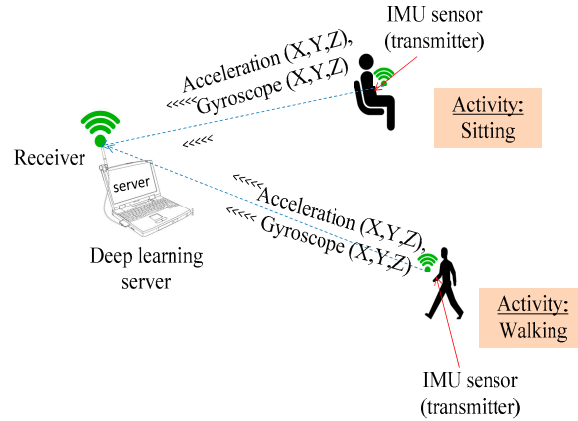 IMU sensor
(transmitter)
Acceleration (X,Y,Z),
Gyroscope (X,Y,Z)
<<<<<
<<<<<
Activity:
Sitting
Receiver
server
Deep learning
server
<<<<<
Acceleration (X,Y,Z),
<<<<<
Gyroscope (X,Y,Z)
Activity:
Walking
IMU sensor
(transmitter)